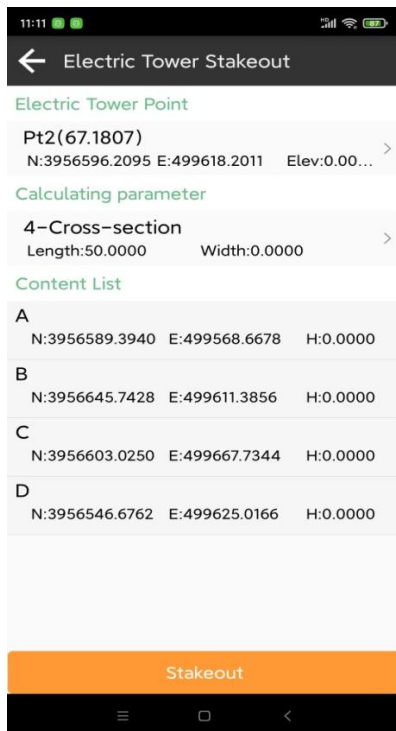 11:11 87
Electric Tower Stakeout
Electric Tower Point
Pt2(67.1807)
N:3956596.2095 E:499618.2011 Elev:0.00...
Calculating parameter
4-Cross-section
Length:50.0000 Width:0.0000
Content List
A
N:3956589.3940 E:499568.6678 H:0.0000
B
N:3956645.7428 E:499611.3856 H:0.0000
C
N:3956603.0250 E:499667.7344 H:0.0000
D
N:3956546.6762 E:499625.0166 H:0.0000
Stakeout